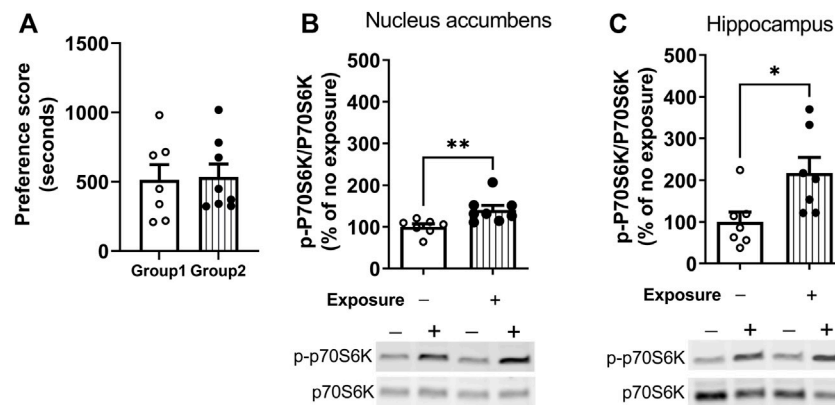 A
Preference score
(seconds)
1500
1000
500
0
Group1 Group2
B
Nucleus accumbens
p-P70S6K/P70S6K
(% of no exposure)
500
400
300
200
150
100
50
0
**
Exposure – +
– + – +
p-p70S6K
p70S6K
C
Hippocampus
p-P70S6K/P70S6K
(% of no exposure)
500
400
300
200
100
0
*
Exposure – +
– + – +
p-p70S6K
p70S6K